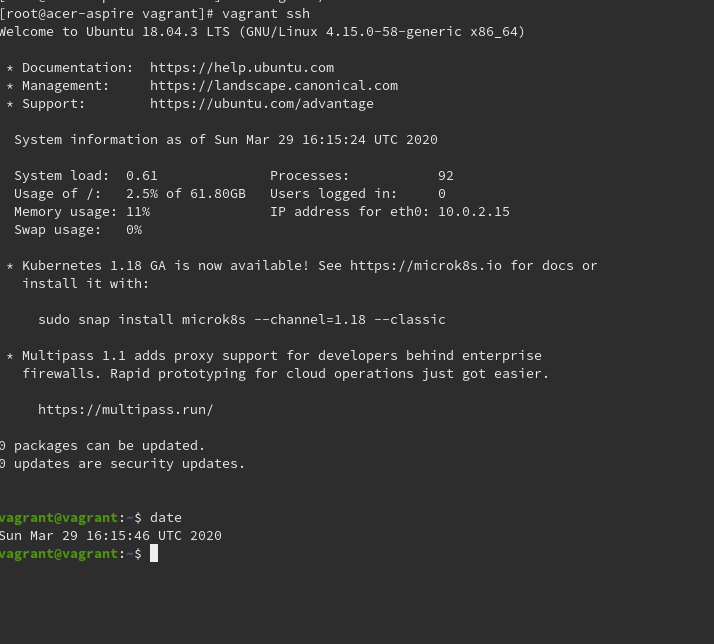 [root@acer-aspire vagrant]# vagrant ssh
Welcome to Ubuntu 18.04.3 LTS (GNU/Linux 4.15.0-58-generic x86_64)
* Documentation:  https://help.ubuntu.com
* Management:     https://landscape.canonical.com
* Support:        https://ubuntu.com/advantage
System information as of Sun Mar 29 16:15:24 UTC 2020
System load:  0.61              Processes:           92
Usage of /:   2.5% of 61.80GB   Users logged in:     0
Memory usage: 11%               IP address for eth0: 10.0.2.15
Swap usage:   0%
* Kubernetes 1.18 GA is now available! See https://microk8s.io for docs or
install it with:
sudo snap install microk8s --channel=1.18 --classic
* Multipass 1.1 adds proxy support for developers behind enterprise
firewalls. Rapid prototyping for cloud operations just got easier.
https://multipass.run/
0 packages can be updated.
0 updates are security updates.
vagrant@vagrant:~$ date
Sun Mar 29 16:15:46 UTC 2020
vagrant@vagrant:~$